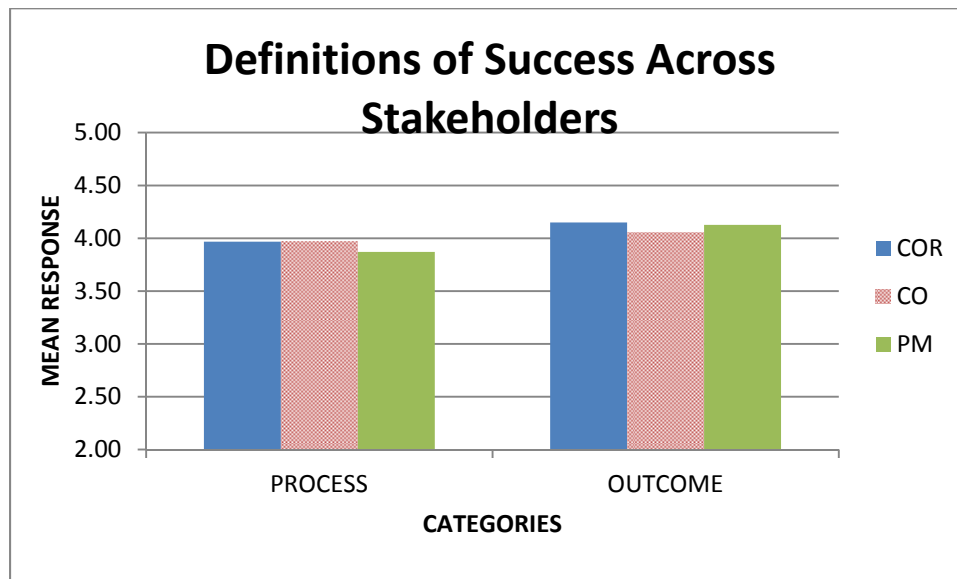 Definitions of Success Across
Stakeholders
5.00
4.50
4.00
3.50
3.00
2.50
2.00
MEAN RESPONSE
PROCESS
OUTCOME
CATEGORIES
COR
CO
PM